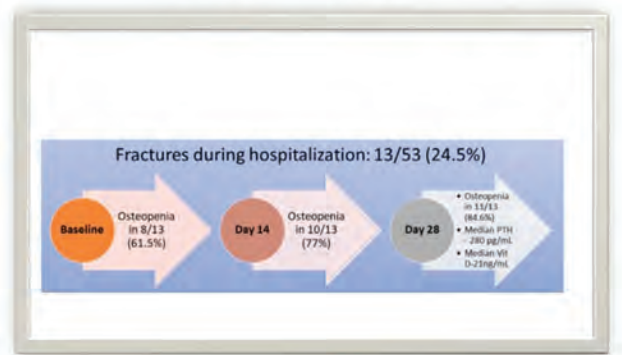 Fractures during hospitalization: 13/53 (24.5%)
Baseline
Osteopenia
in 8/13
(61.5%)
Day 14
Osteopenia
in 10/13
(77%)
Day 28
• Osteopenia
in 11/13
(84.6%)
• Median PTH
– 280 pg/mL
• Median Vit
D-21ng/mL